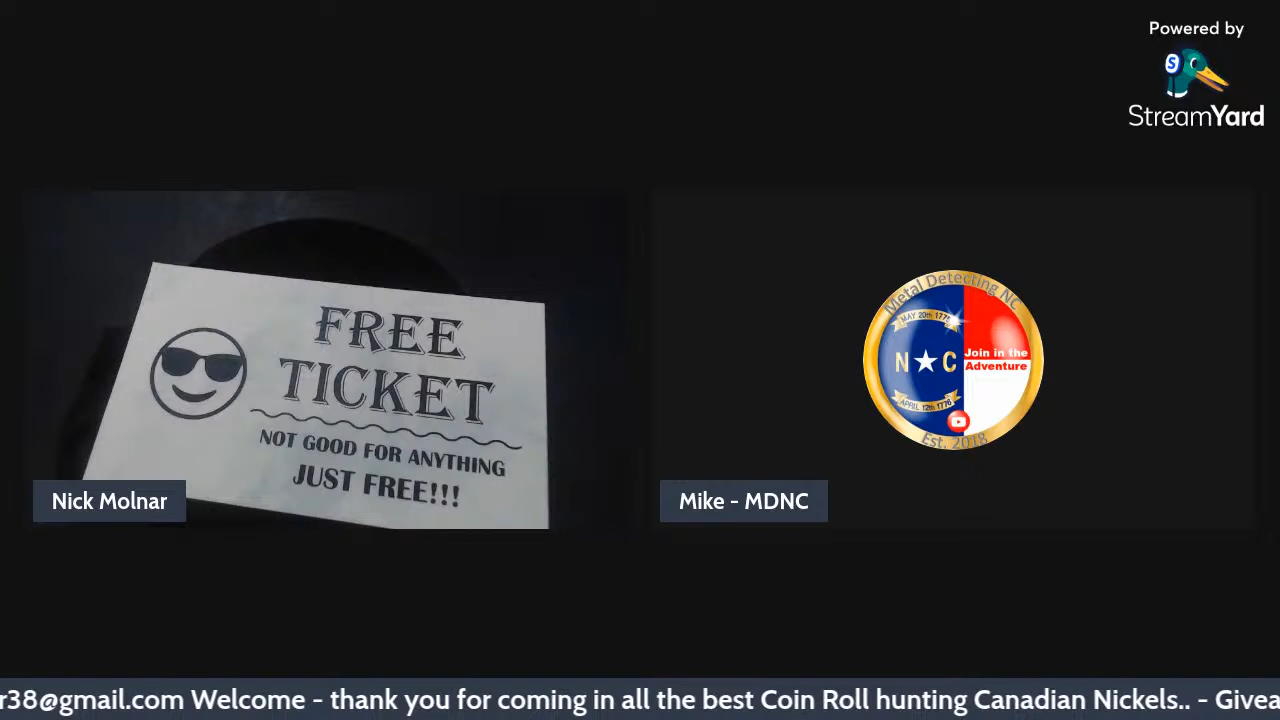 Powered by
S
StreamYard
FREE
TICKET
NOT GOOD FOR ANYTHING
JUST FREE!!!
Nick Molnar
Metal Detecting NC
MAY 20th 1775
N ★ C
Join in the
Adventure
APRIL 12th 1776
Est. 2018
Mike - MDNC
r38@gmail.com Welcome - thank you for coming in all the best Coin Roll hunting Canadian Nickels.. - Givea